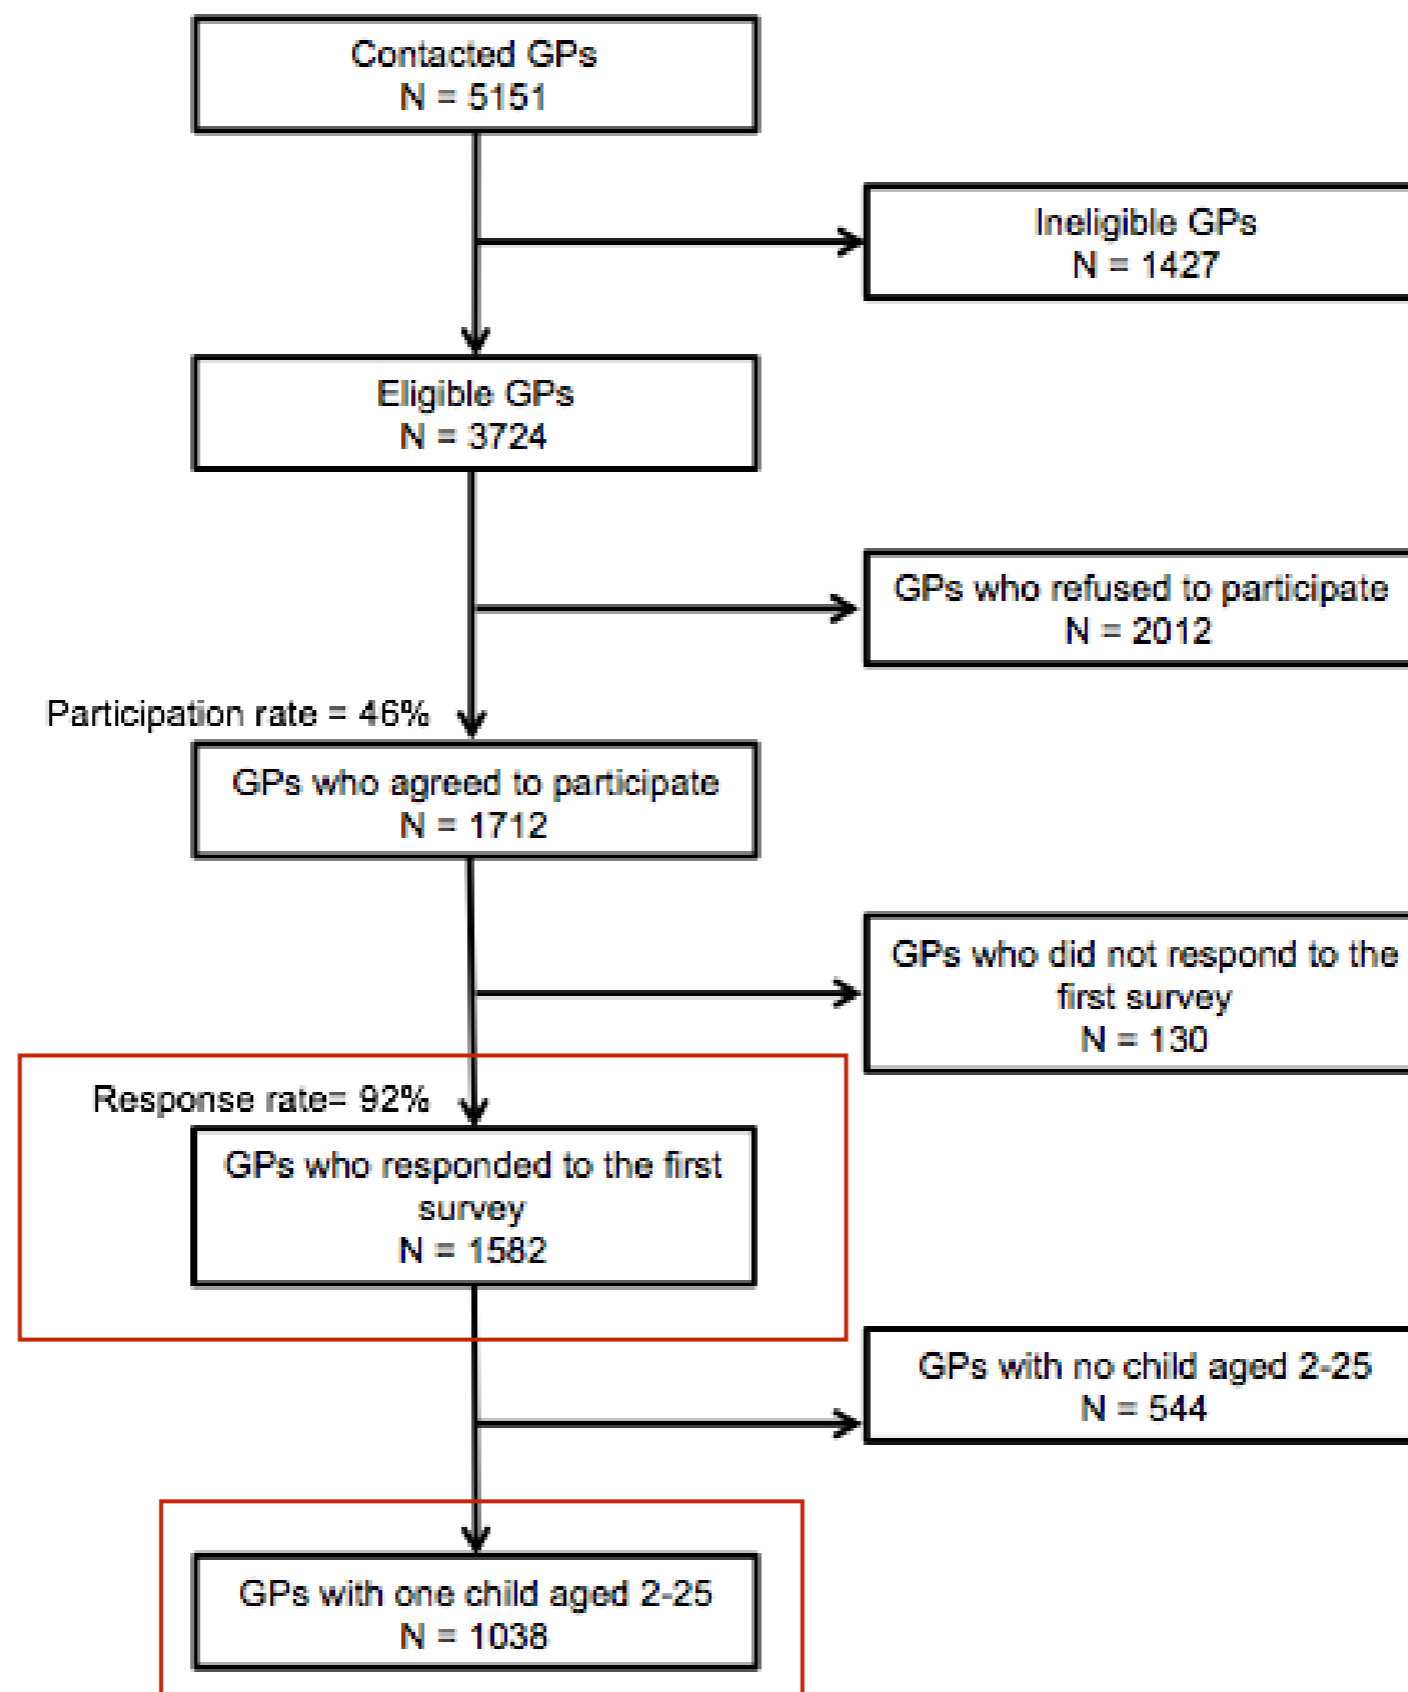 Contacted GPs
N = 5151
Ineligible GPs
N = 1427
Eligible GPs
N = 3724
GPs who refused to participate
N = 2012
Participation rate = 46%
GPs who agreed to participate
N = 1712
GPs who did not respond to the
first survey
N = 130
Response rate= 92%
GPs who responded to the first
survey
N = 1582
GPs with no child aged 2-25
N = 544
GPs with one child aged 2-25
N = 1038